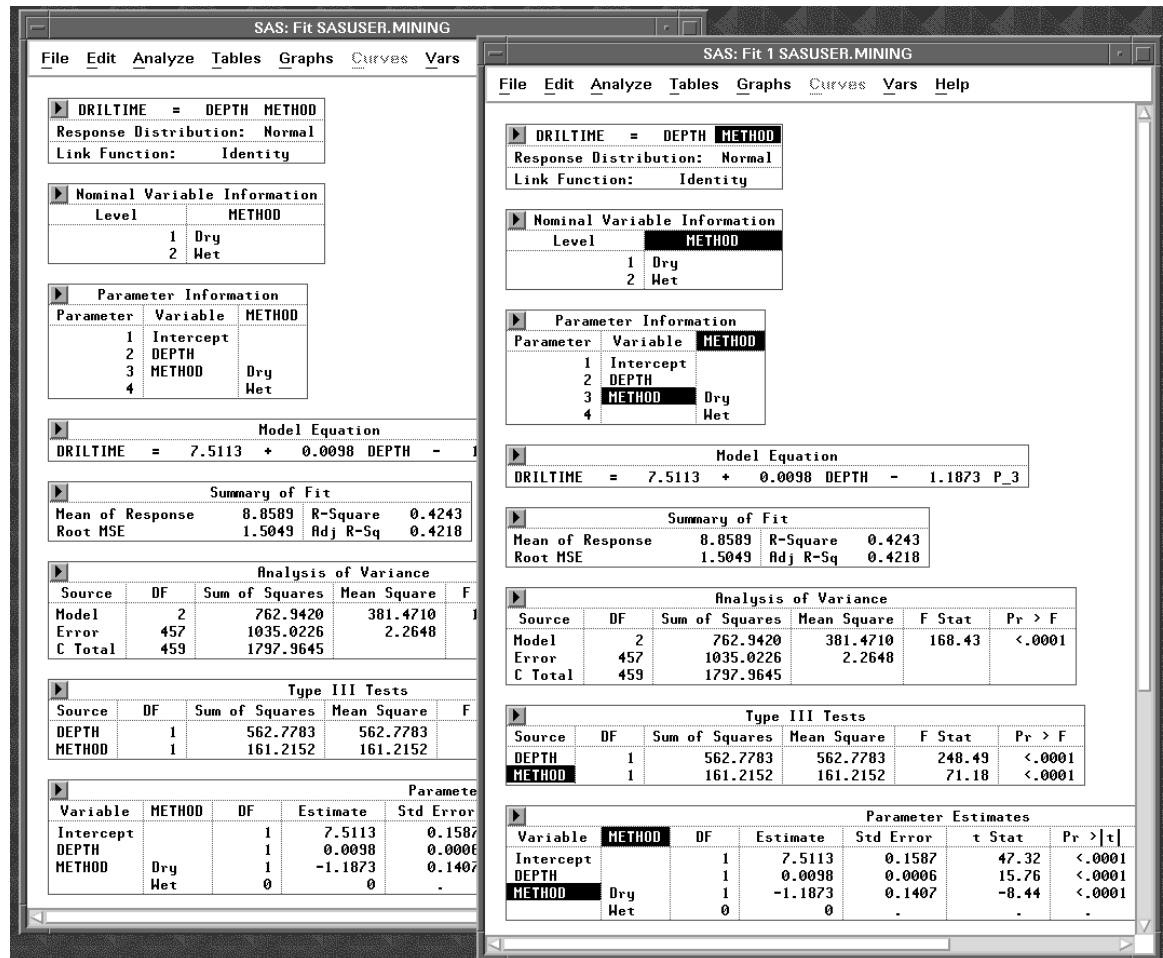 SAS: Fit SASUSER.MINING
File Edit Analyze Tables Graphs Curves Vars
DRILTIME = DEPTH METHOD
Response Distribution: Normal
Link Function: Identity
Nominal Variable Information
Level METHOD
1 Dry
2 Wet
Parameter Information
Parameter Variable METHOD
1 Intercept
2 DEPTH
3 METHOD Dry
4 Wet
Model Equation
DRILTIME = 7.5113 + 0.0098 DEPTH -
Summary of Fit
Mean of Response 8.8589 R-Square 0.4243
Root MSE 1.5049 Adj R-Sq 0.4218
Analysis of Variance
Source DF Sum of Squares Mean Square F
Model 2 762.9420 381.4710 1
Error 457 1035.0226 2.2648
C Total 459 1797.9645
Type III Tests
Source DF Sum of Squares Mean Square F
DEPTH 1 562.7783 562.7783
METHOD 1 161.2152 161.2152
Paramete
Variable METHOD DF Estimate Std Error
Intercept 1 7.5113 0.1587
DEPTH 1 0.0098 0.0006
METHOD Dry 1 -1.1873 0.1407
Wet 0 0 .
SAS: Fit 1 SASUSER.MINING
File Edit Analyze Tables Graphs Curves Vars Help
DRILTIME = DEPTH METHOD
Response Distribution: Normal
Link Function: Identity
Nominal Variable Information
Level METHOD
1 Dry
2 Wet
Parameter Information
Parameter Variable METHOD
1 Intercept
2 DEPTH
3 METHOD Dry
4 Wet
Model Equation
DRILTIME = 7.5113 + 0.0098 DEPTH - 1.1873 P_3
Summary of Fit
Mean of Response 8.8589 R-Square 0.4243
Root MSE 1.5049 Adj R-Sq 0.4218
Analysis of Variance
Source DF Sum of Squares Mean Square F Stat Pr > F
Model 2 762.9420 381.4710 168.43 <.0001
Error 457 1035.0226 2.2648
C Total 459 1797.9645
Type III Tests
Source DF Sum of Squares Mean Square F Stat Pr > F
DEPTH 1 562.7783 562.7783 248.49 <.0001
METHOD 1 161.2152 161.2152 71.18 <.0001
Parameter Estimates
Variable METHOD DF Estimate Std Error t Stat Pr >|t|
Intercept 1 7.5113 0.1587 47.32 <.0001
DEPTH 1 0.0098 0.0006 15.76 <.0001
METHOD Dry 1 -1.1873 0.1407 -8.44 <.0001
Wet 0 0 . . .